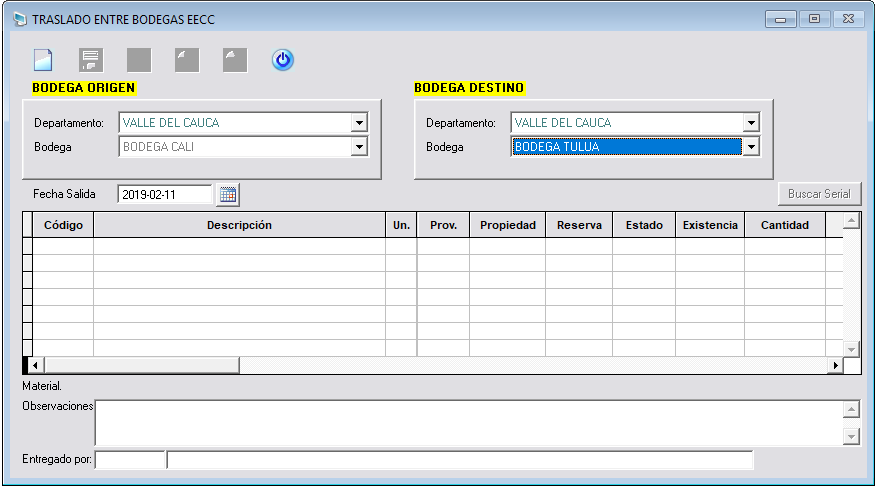 TRASLADO ENTRE BODEGAS EECC
BODEGA ORIGEN
BODEGA DESTINO
Departamento: VALLE DEL CAUCA
Departamento: VALLE DEL CAUCA
Bodega BODEGA CALI
Bodega BODEGA TULUA
Fecha Salida 2019-02-11
Buscar Serial
Código Descripción Un. Prov. Propiedad Reserva Estado Existencia Cantidad
Material.
Observaciones
Entregado por: